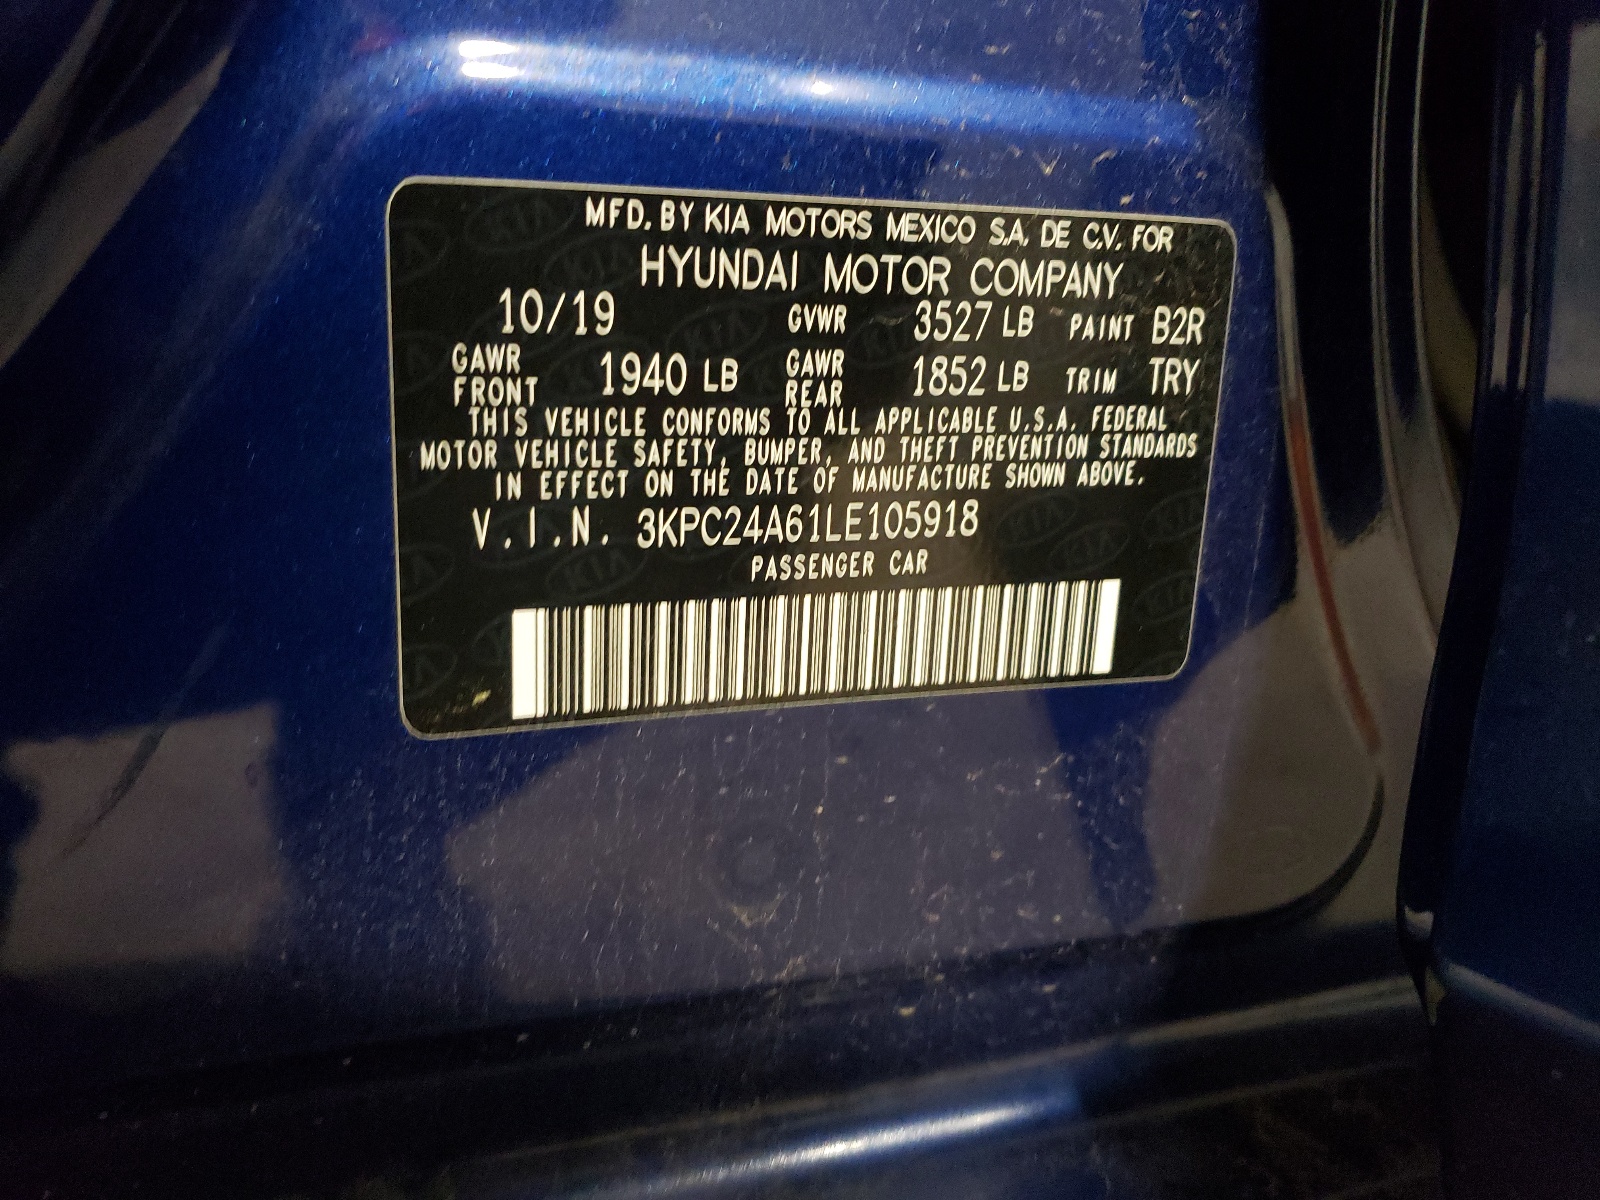 MFD. BY KIA MOTORS MEXICO S.A. DE C.V. FOR
HYUNDAI MOTOR COMPANY
10/19 GVWR 3527 LB PAINT B2R
GAWR FRONT 1940 LB GAWR REAR 1852 LB TRIM TRY
THIS VEHICLE CONFORMS TO ALL APPLICABLE U.S.A. FEDERAL
MOTOR VEHICLE SAFETY, BUMPER, AND THEFT PREVENTION STANDARDS
IN EFFECT ON THE DATE OF MANUFACTURE SHOWN ABOVE.
V.I.N. 3KPC24A61LE105918
PASSENGER CAR